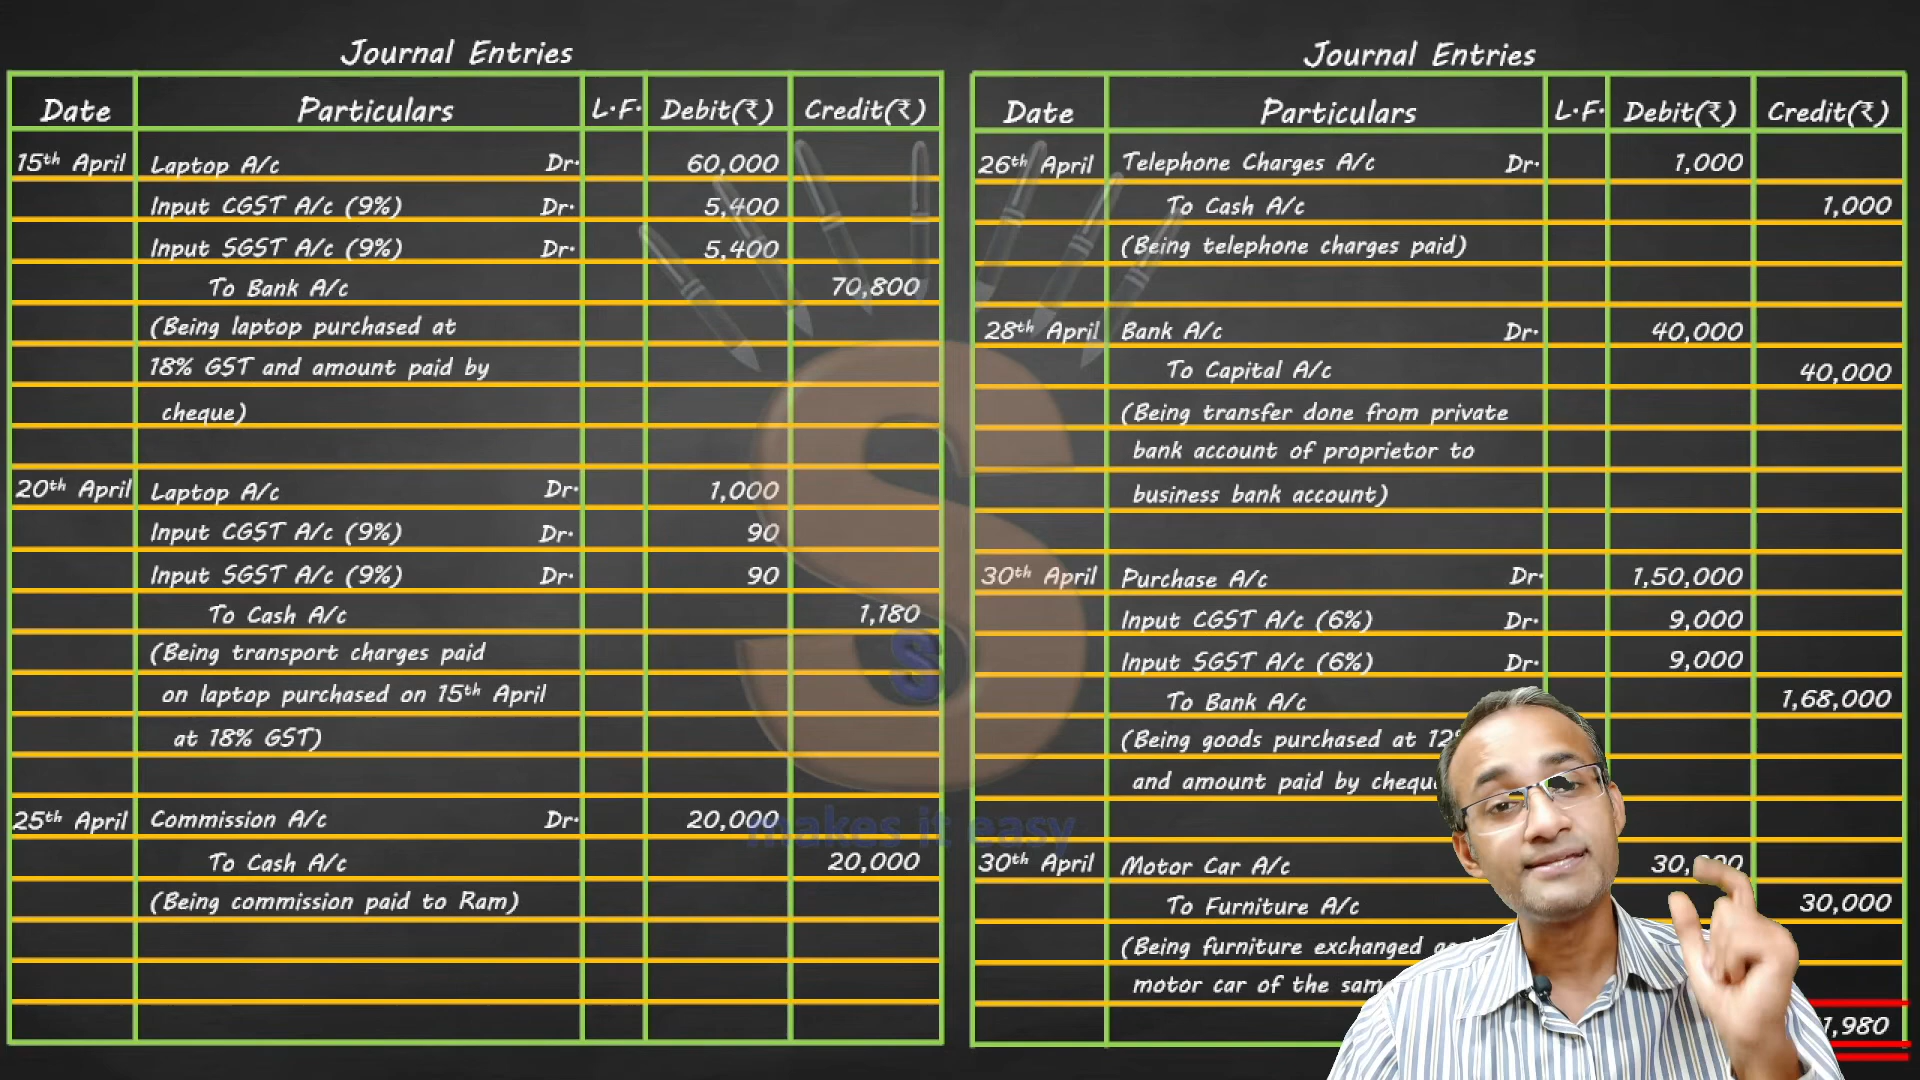 Journal Entries
Date Particulars L.F. Debit(₹) Credit(₹)
15th April Laptop A/c Dr. 60,000
Input CGST A/c (9%) Dr. 5,400
Input SGST A/c (9%) Dr. 5,400
To Bank A/c 70,800
(Being laptop purchased at
18% GST and amount paid by
cheque)
20th April Laptop A/c Dr. 1,000
Input CGST A/c (9%) Dr. 90
Input SGST A/c (9%) Dr. 90
To Cash A/c 1,180
(Being transport charges paid
on laptop purchased on 15th April
at 18% GST)
25th April Commission A/c Dr. 20,000
To Cash A/c 20,000
(Being commission paid to Ram)
Journal Entries
Date Particulars L.F. Debit(₹) Credit(₹)
26th April Telephone Charges A/c Dr. 1,000
To Cash A/c 1,000
(Being telephone charges paid)
28th April Bank A/c Dr. 40,000
To Capital A/c 40,000
(Being transfer done from private
bank account of proprietor to
business bank account)
30th April Purchase A/c Dr. 1,50,000
Input CGST A/c (6%) Dr. 9,000
Input SGST A/c (6%) Dr. 9,000
To Bank A/c 1,68,000
(Being goods purchased at
and amount paid by
30th April Motor Car A/c
To Furniture A/c 30,000
(Being furniture exchanged
motor car of the
1,980
S
S
makes it easy